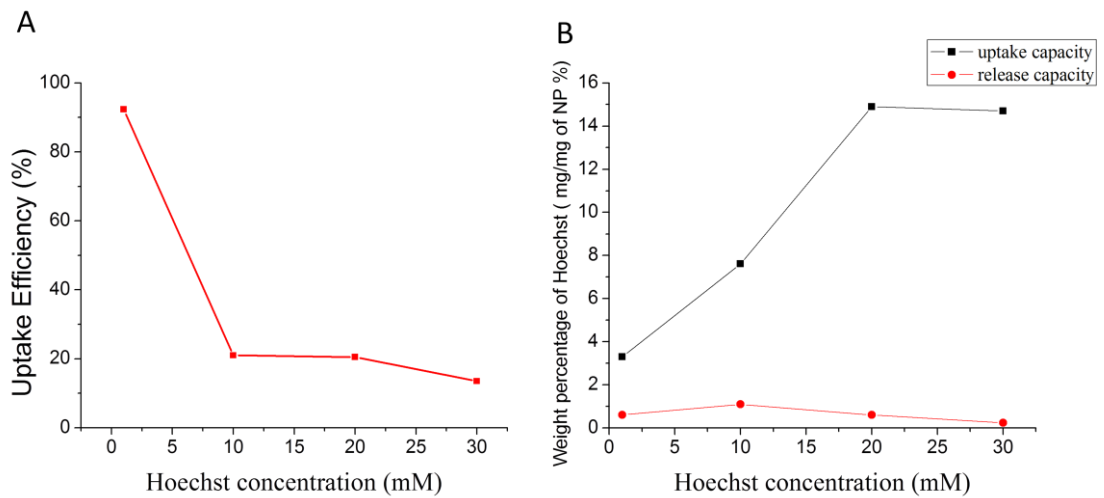 A
Uptake Efficiency (%)
100
80
60
40
20
0
0 5 10 15 20 25 30
Hoechst concentration (mM)
B
uptake capacity
release capacity
Weight percentage of Hoechst ( mg/mg of NP %)
16
14
12
10
8
6
4
2
0
0 5 10 15 20 25 30
Hoechst concentration (mM)